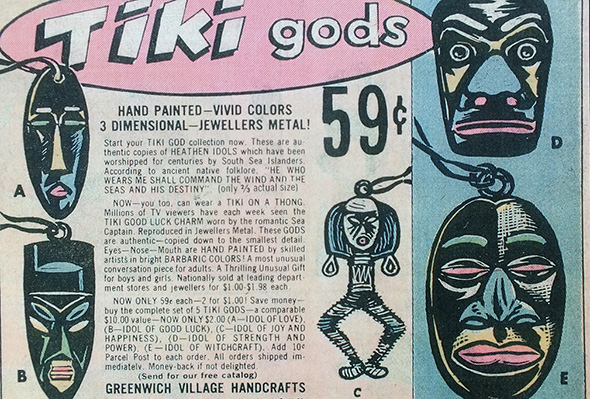 Tiki gods
HAND PAINTED—VIVID COLORS
3 DIMENSIONAL—JEWELLERS METAL!
59¢
Start your TIKI GOD collection now. These are au-
thentic copies of HEATHEN IDOLS which have been
worshipped for centuries by South Sea Islanders.
According to ancient native folklore, "HE WHO
WEARS ME SHALL COMMAND THE WIND AND THE
SEAS AND HIS DESTINY". (only ⅔ actual size)
NOW—you too, can wear a TIKI ON A THONG.
Millions of TV viewers have each week seen the
TIKI GOOD LUCK CHARM worn by the romantic Sea
Captain. Reproduced in Jewellers Metal. These GODS
are authentic—copied down to the smallest detail.
Eyes—Nose—Mouth are HAND PAINTED by skilled
artists in bright BARBARIC COLORS! A most unusual
conversation piece for adults. A Thrilling Unusual Gift
for boys and girls. Nationally sold at leading depart-
ment stores and jewellers for $1.00-$1.98 each.
NOW ONLY 59¢ each—2 for $1.00! Save money—
buy the complete set of 5 TIKI GODS—a comparable
$10.00 value—NOW ONLY $2.00 (A—IDOL OF LOVE),
(B—IDOL OF GOOD LUCK), (C—IDOL OF JOY AND
HAPPINESS), (D—IDOL OF STRENGTH AND
POWER), (E—IDOL OF WITCHCRAFT). Add 10¢
Parcel Post to each order. All orders shipped im-
mediately. Money-back if not delighted.
(Send for our free catalog)
GREENWICH VILLAGE HANDCRAFTS
A
B
C
D
E